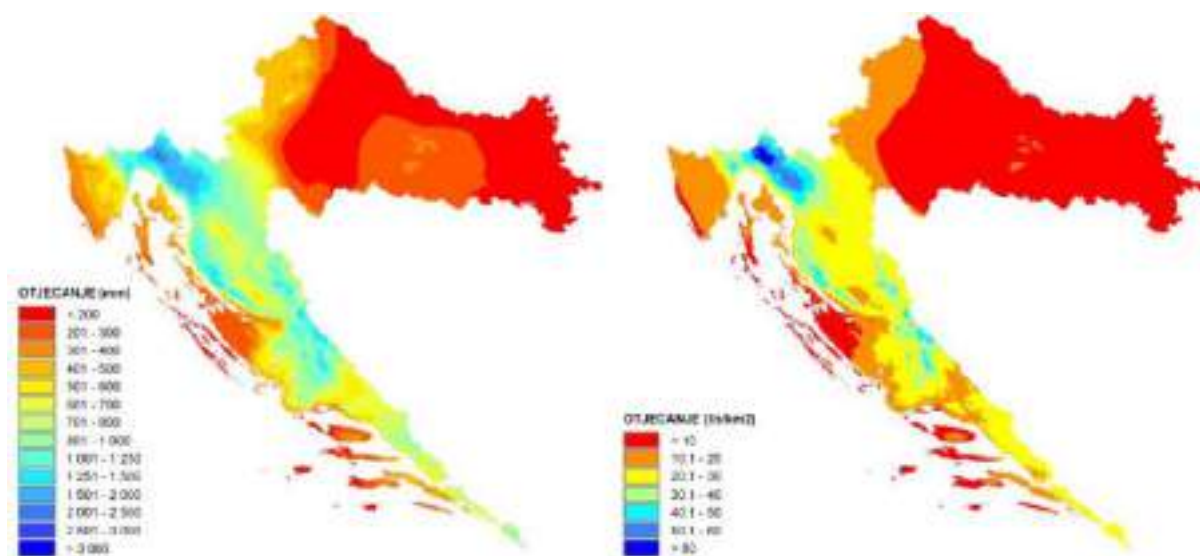 OTJECANJE (mm)
< 200
201 - 300
301 - 400
401 - 500
501 - 600
601 - 700
701 - 800
801 - 1 000
1 001 - 1 250
1 251 - 1 500
1 501 - 2 000
2 001 - 2 500
2 501 - 3 000
> 3 000
OTJECANJE (l/s/km2)
< 10
10.1 - 20
20.1 - 30
30.1 - 40
40.1 - 50
50.1 - 60
> 60